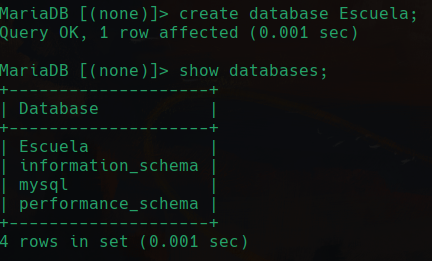 MariaDB [(none)]> create database Escuela;
Query OK, 1 row affected (0.001 sec)

MariaDB [(none)]> show databases;
+--------------------+
| Database           |
+--------------------+
| Escuela            |
| information_schema |
| mysql              |
| performance_schema |
+--------------------+
4 rows in set (0.001 sec)